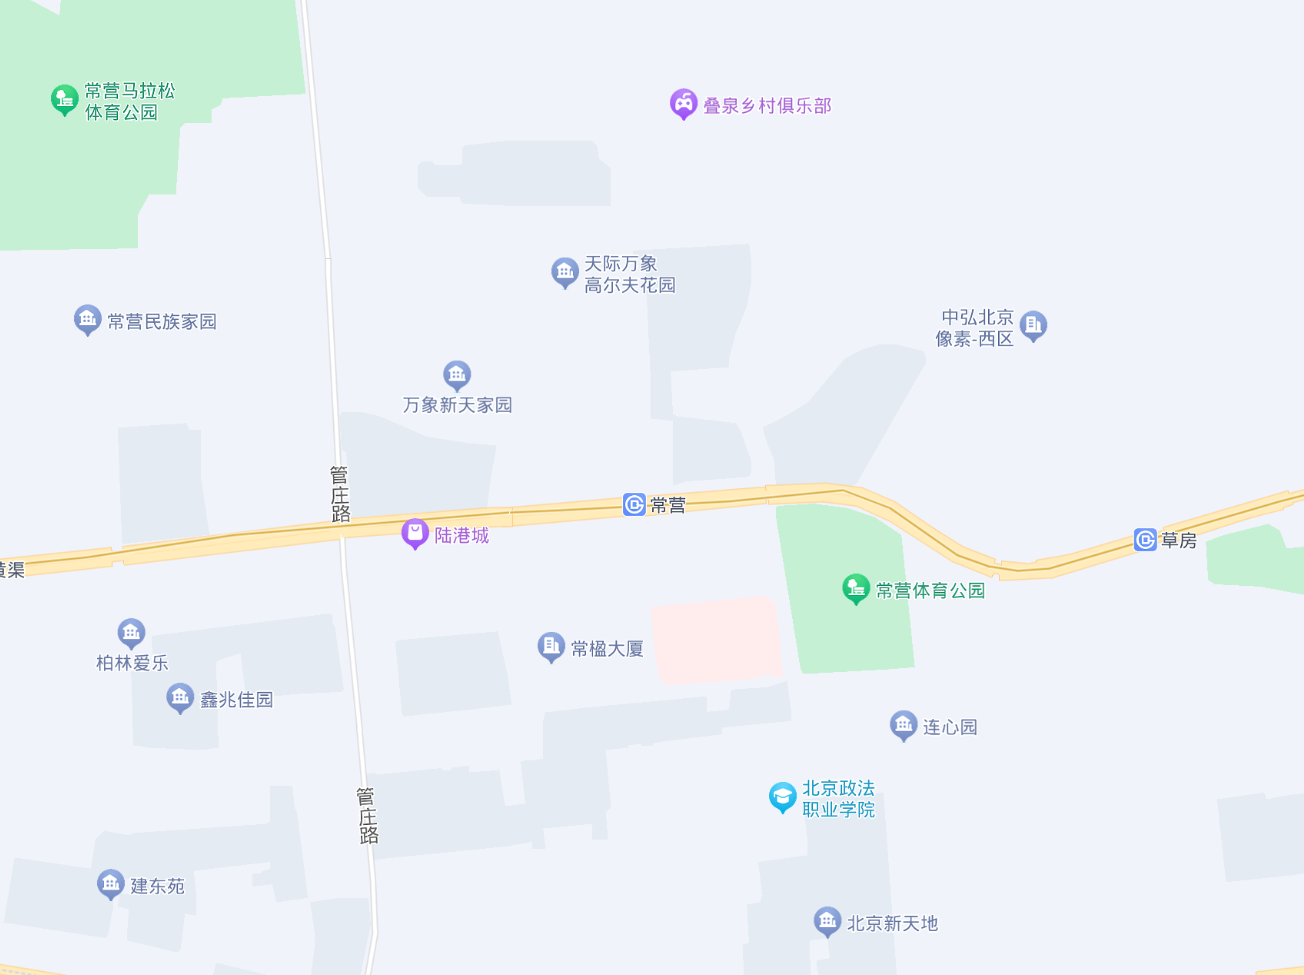 常营马拉松
体育公园
叠泉乡村俱乐部
天际万象
高尔夫花园
常营民族家园
中弘北京
像素-西区
万象新天家园
管庄路
常营
陆港城
草房
黄渠
常营体育公园
柏林爱乐
常楹大厦
鑫兆佳园
连心园
北京政法
职业学院
管庄路
建东苑
北京新天地